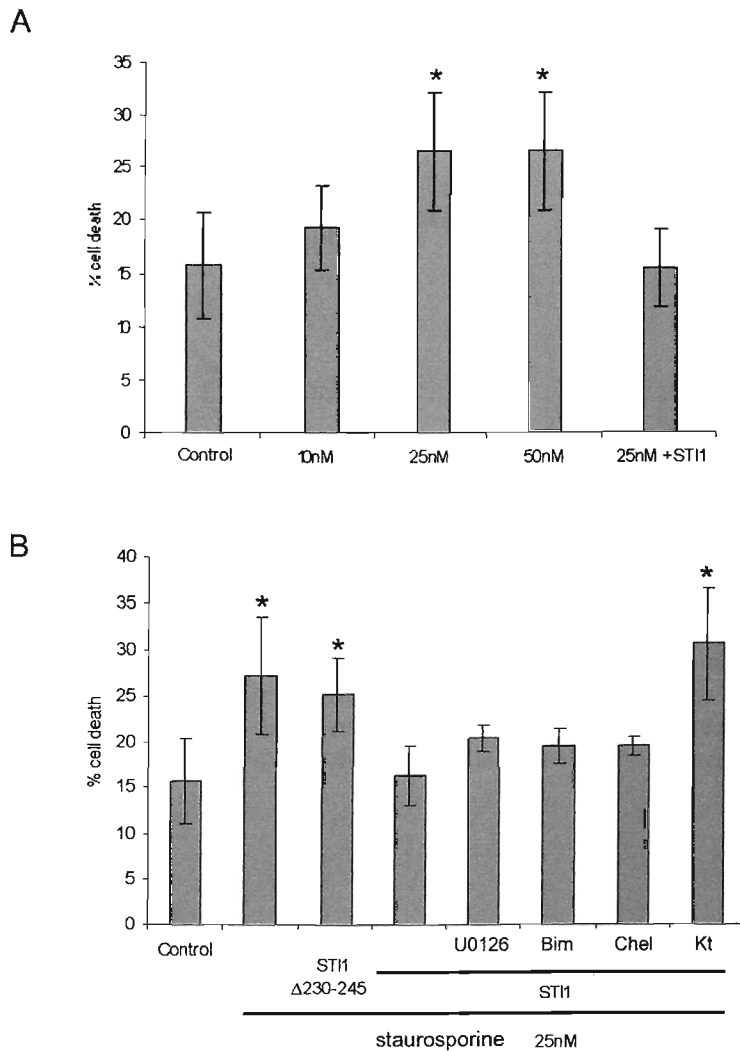 A
35
30
25
20
15
10
5
0
% cell death
*
*
Control
10nM
25nM
50nM
25nM +STI1
B
40
35
30
25
20
15
10
5
0
% cell death
*
*
*
Control
STI1
Δ230-245
U0126
Bim
Chel
Kt
STI1
staurosporine 25nM